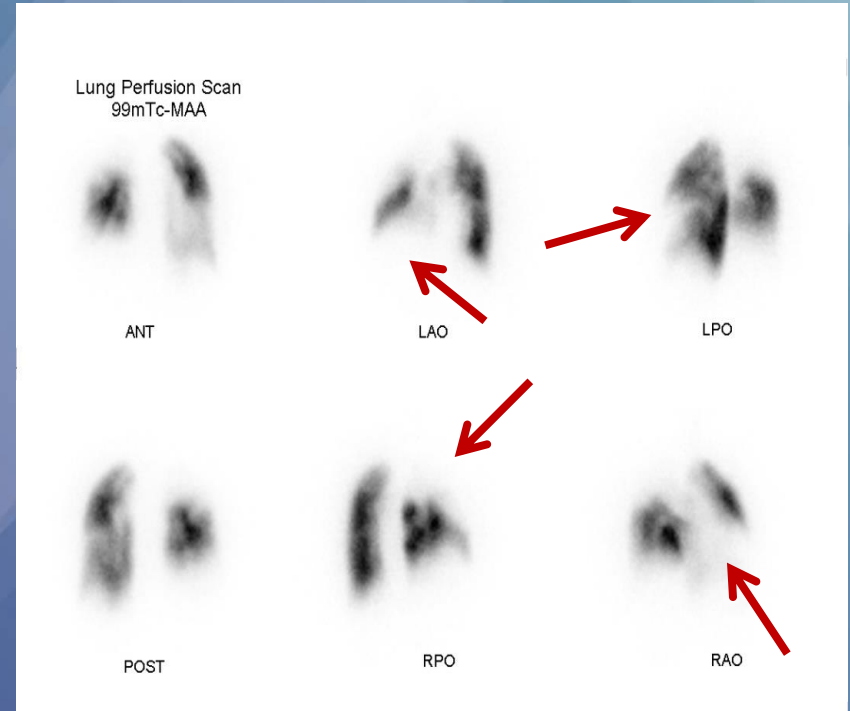 Lung Perfusion Scan
99mTc-MAA
ANT
LAO
LPO
POST
RPO
RAO